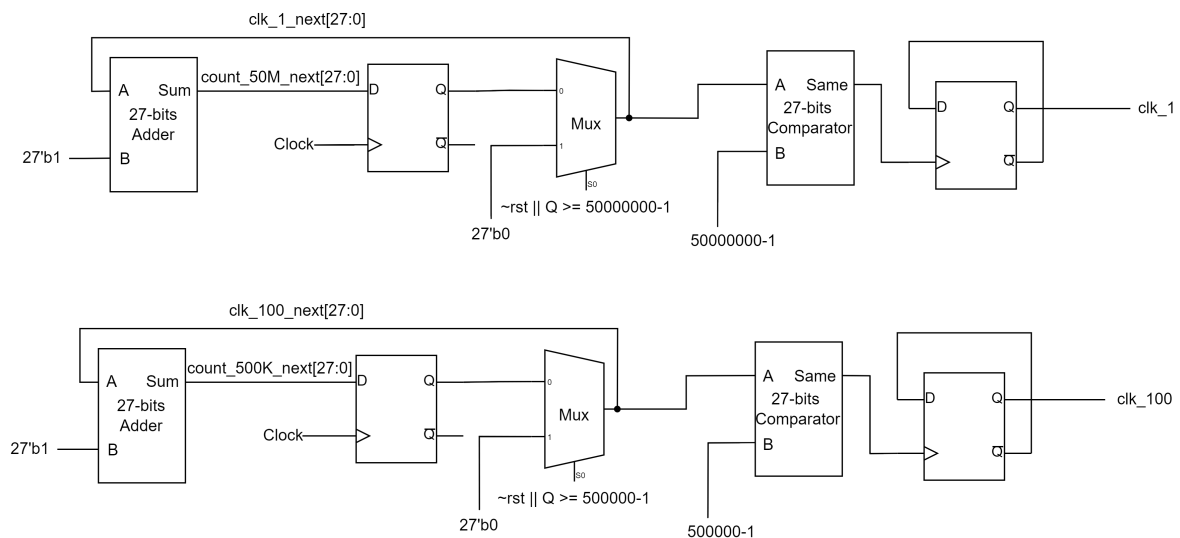 clk_1_next[27:0]
A Sum count_50M_next[27:0] D Q 0
27-bits
Adder
B
27'b1
Clock
Q
Mux
1
S0
~rst || Q >= 50000000-1
27'b0
A Same
27-bits
Comparator
B
50000000-1
D Q clk_1
Q
clk_100_next[27:0]
A Sum count_500K_next[27:0] D Q 0
27-bits
Adder
B
27'b1
Clock
Q
Mux
1
S0
~rst || Q >= 500000-1
27'b0
A Same
27-bits
Comparator
B
500000-1
D Q clk_100
Q